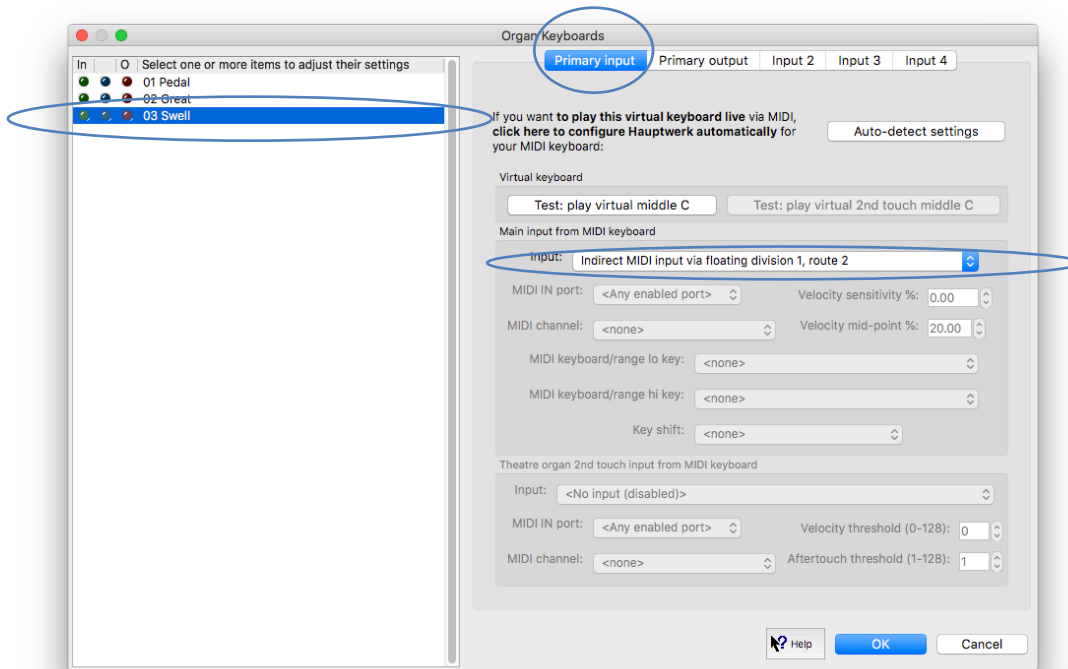 Organ Keyboards
In O Select one or more items to adjust their settings
01 Pedal
02 Great
03 Swell
Primary input Primary output Input 2 Input 3 Input 4
If you want to play this virtual keyboard live via MIDI,
click here to configure Hauptwerk automatically for
your MIDI keyboard:
Auto-detect settings
Virtual keyboard
Test: play virtual middle C Test: play virtual 2nd touch middle C
Main input from MIDI keyboard
Input: Indirect MIDI input via floating division 1, route 2
MIDI IN port: <Any enabled port> Velocity sensitivity %: 0.00
MIDI channel: <none> Velocity mid-point %: 20.00
MIDI keyboard/range lo key: <none>
MIDI keyboard/range hi key: <none>
Key shift: <none>
Theatre organ 2nd touch input from MIDI keyboard
Input: <No input (disabled)>
MIDI IN port: <Any enabled port> Velocity threshold (0-128): 0
MIDI channel: <none> Aftertouch threshold (1-128): 1
? Help OK Cancel